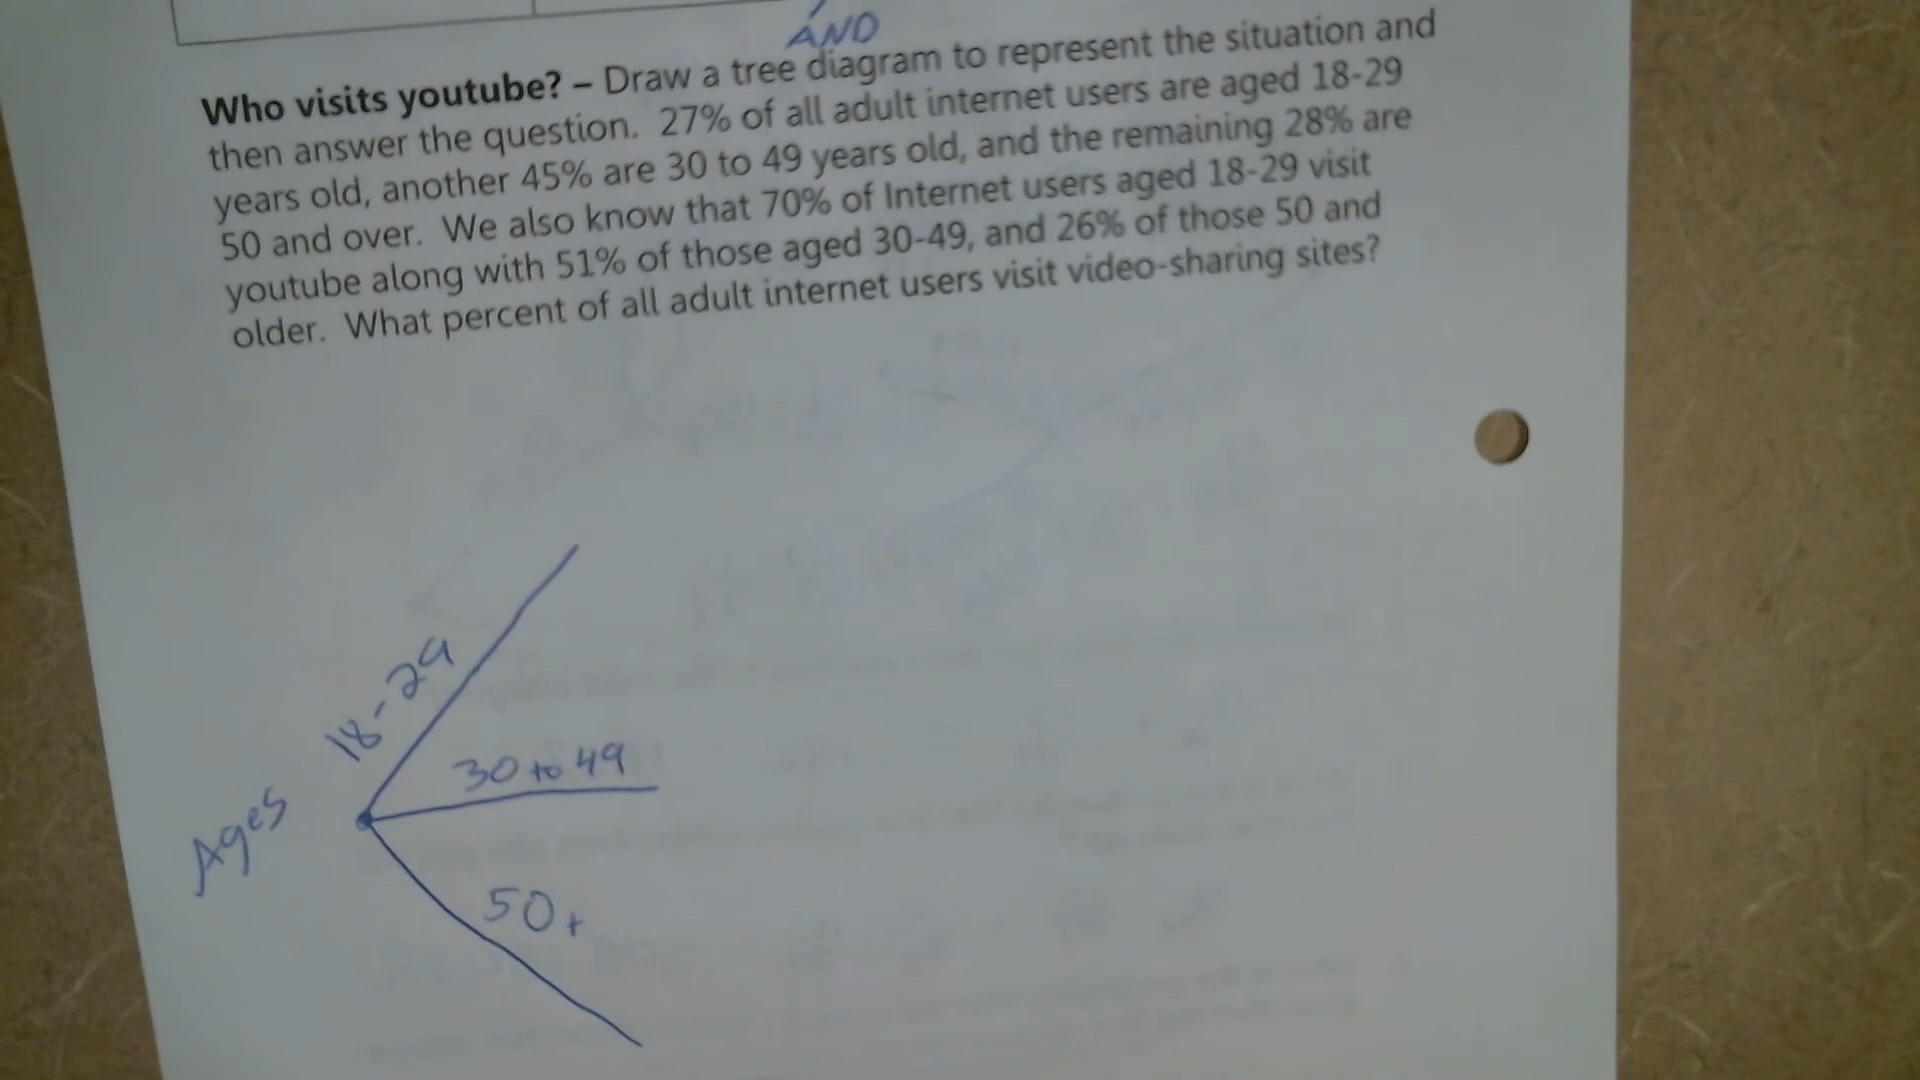 AND
Who visits youtube? – Draw a tree diagram to represent the situation and
then answer the question. 27% of all adult internet users are aged 18-29
years old, another 45% are 30 to 49 years old, and the remaining 28% are
50 and over. We also know that 70% of Internet users aged 18-29 visit
youtube along with 51% of those aged 30-49, and 26% of those 50 and
older. What percent of all adult internet users visit video-sharing sites?
18-29
30 to 49
Ages
50+